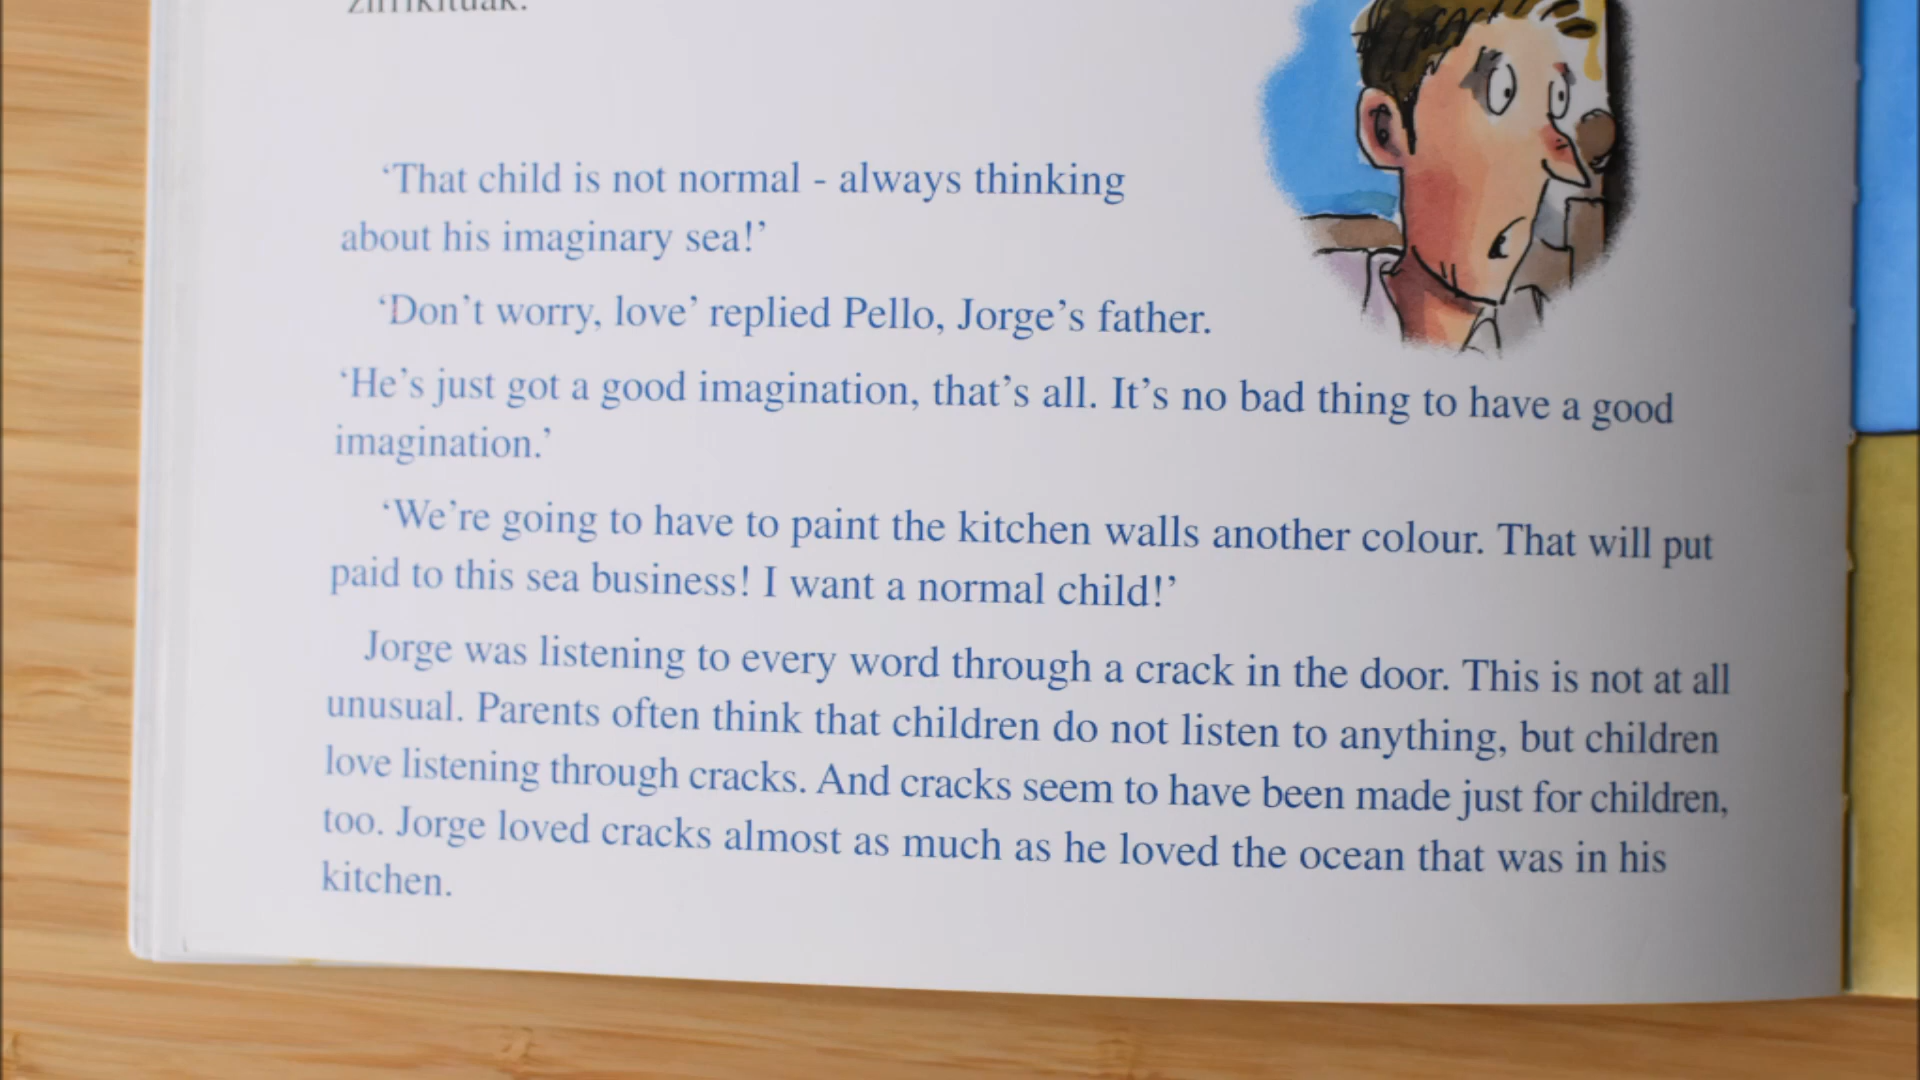 zirrikituak.
‘That child is not normal - always thinking
about his imaginary sea!’
‘Don’t worry, love’ replied Pello, Jorge’s father.
‘He’s just got a good imagination, that’s all. It’s no bad thing to have a good
imagination.’
‘We’re going to have to paint the kitchen walls another colour. That will put
paid to this sea business! I want a normal child!’
Jorge was listening to every word through a crack in the door. This is not at all
unusual. Parents often think that children do not listen to anything, but children
love listening through cracks. And cracks seem to have been made just for children,
too. Jorge loved cracks almost as much as he loved the ocean that was in his
kitchen.